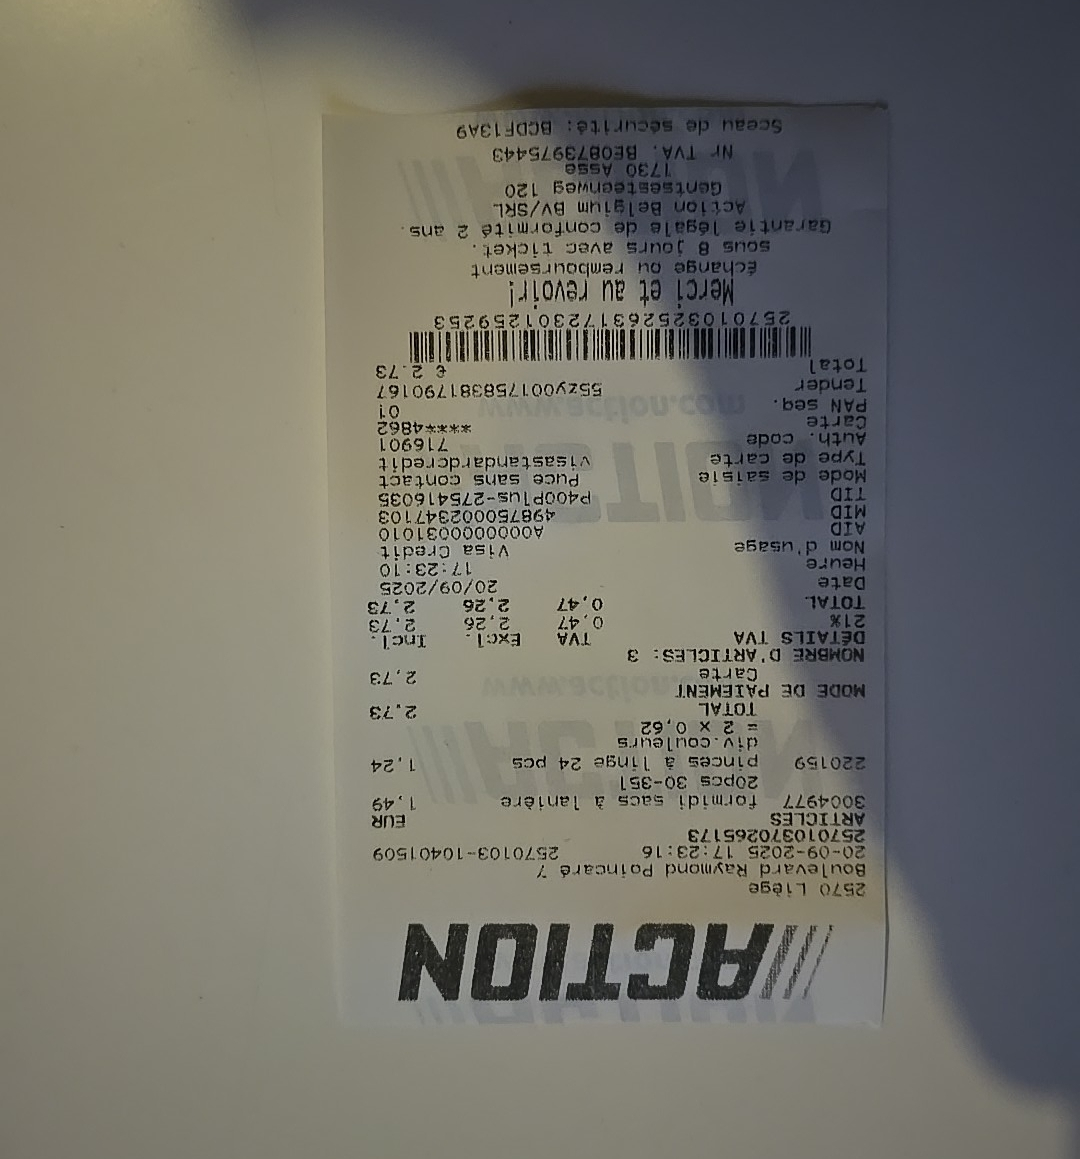 ACTION
2570 Liège
Boulevard Raymond Poincaré 7
20-09-2025 17:23:16 2570103-10401509
257010370265173
ARTICLES EUR
3004977 formidi sacs à lanière 1,49
20pcs 30-35l
220159 pinces à linge 24 pcs 1,24
div.couleurs
= 2 x 0,62
TOTAL 2,73
MODE DE PAIEMENT
Carte 2,73
NOMBRE D'ARTICLES: 3
DÉTAILS TVA TVA Excl. Incl.
21% 0,47 2,26 2,73
TOTAL 0,47 2,26 2,73
Date 20/09/2025
Heure 17:23:10
Nom d'usage Visa Credit
AID A0000000031010
MID 498750002347103
TID P400Plus-275416035
Mode de saisie Puce sans contact
Type de carte visastandardcredit
Auth. code 716901
Carte ****4862
PAN seq. 01
Tender 55zy001758381790167
Total € 2.73
257010325263172301259253
Merci et au revoir!
Échange ou remboursement
sous 8 jours avec ticket.
Garantie légale de conformité 2 ans.
Action Belgium BV/SRL
Gentsesteenweg 120
1730 Asse
Nr TVA. BE0873975443
Sceau de sécurité: BCDF13A9